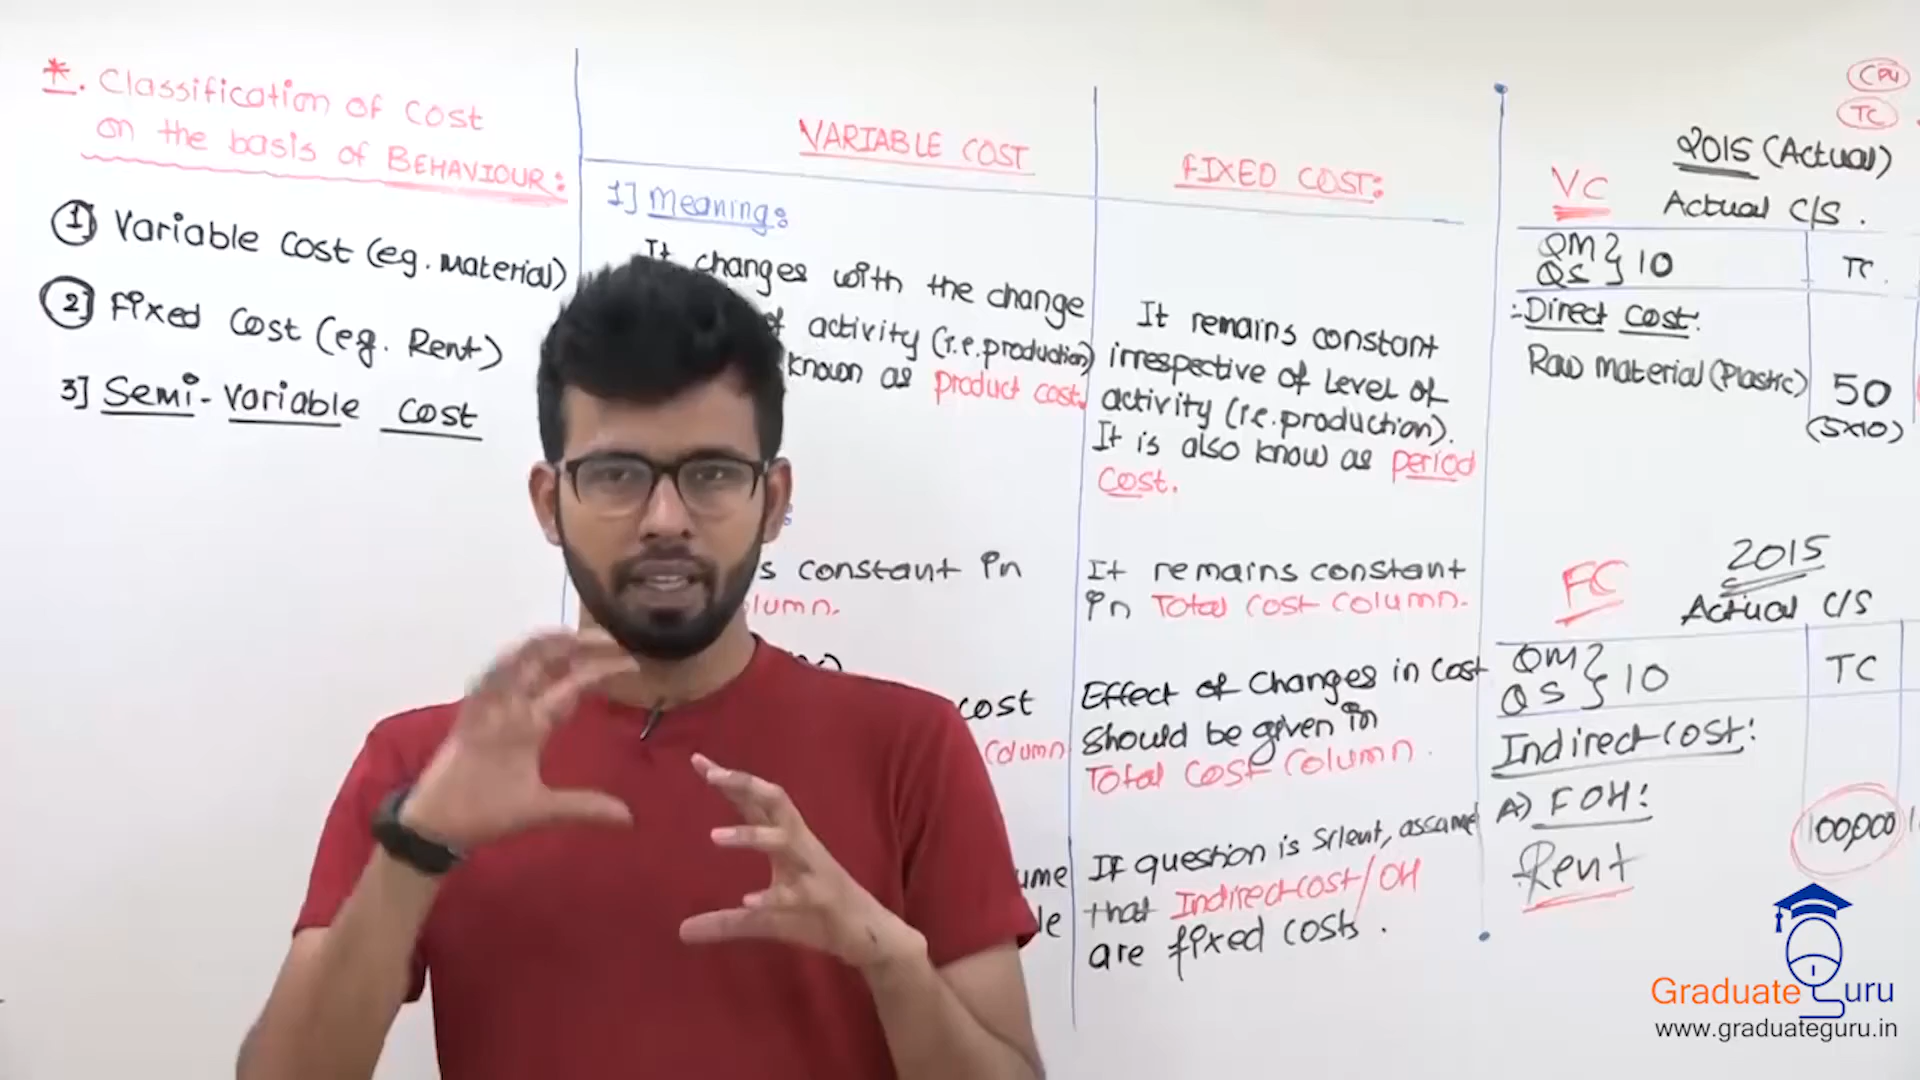 *. Classification of cost
on the basis of BEHAVIOUR:
1] Variable cost (eg. material)
2] Fixed cost (eg. Rent)
3] Semi-variable cost
VARIABLE COST
1] Meaning:
It changes with the change
of activity (i.e. production)
known as product cost.
s constant in
lumn.
cost
Column
ume
le
FIXED COST:
It remains constant
irrespective of Level of
activity (i.e. production).
It is also know as period
cost.
It remains constant
in Total cost column.
Effect of Changes in cost
should be given in
Total cost column.
If question is silent, assume
that Indirect cost/OH
are fixed costs.
CPU
TC
2015 (Actual)
VC Actual C/S.
QM } 10 TC.
QS }
:-Direct cost:
Raw material (Plastic) 50
(5x10)
2015
FC Actual C/S
QM } 10 TC
QS }
Indirect cost:
A) FOH: 100,000
Rent
Graduate Guru
www.graduateguru.in